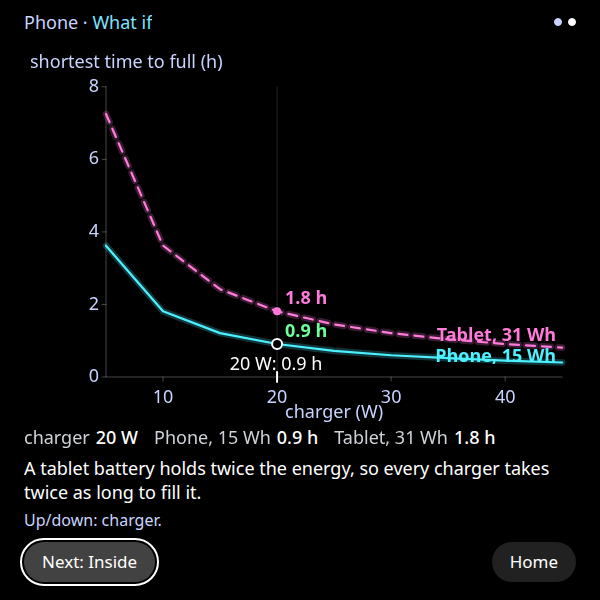 Phone · What if
shortest time to full (h)
8
6
4
2
0
1.8 h
0.9 h
Tablet, 31 Wh
Phone, 15 Wh
20 W: 0.9 h
10 20 30 40
charger (W)
charger 20 W Phone, 15 Wh 0.9 h Tablet, 31 Wh 1.8 h
A tablet battery holds twice the energy, so every charger takes
twice as long to fill it.
Up/down: charger.
Next: Inside Home